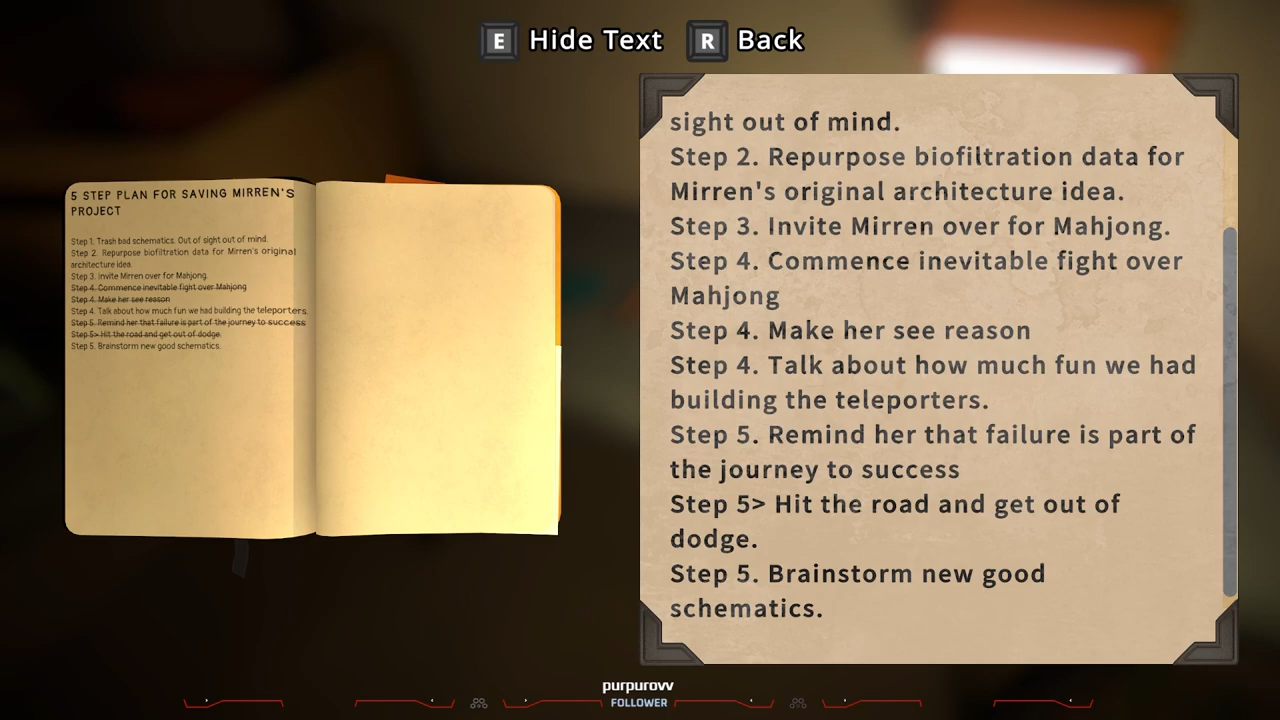 E Hide Text R Back
5 STEP PLAN FOR SAVING MIRREN'S
PROJECT
Step 1. Trash bad schematics. Out of sight out of mind.
Step 2. Repurpose biofiltration data for Mirren's original
architecture idea.
Step 3. Invite Mirren over for Mahjong.
Step 4. Commence inevitable fight over Mahjong
Step 4. Make her see reason
Step 4. Talk about how much fun we had building the teleporters.
Step 5. Remind her that failure is part of the journey to success
Step 5> Hit the road and get out of dodge.
Step 5. Brainstorm new good schematics.
sight out of mind.
Step 2. Repurpose biofiltration data for
Mirren's original architecture idea.
Step 3. Invite Mirren over for Mahjong.
Step 4. Commence inevitable fight over
Mahjong
Step 4. Make her see reason
Step 4. Talk about how much fun we had
building the teleporters.
Step 5. Remind her that failure is part of
the journey to success
Step 5> Hit the road and get out of
dodge.
Step 5. Brainstorm new good
schematics.
purpurovv
FOLLOWER